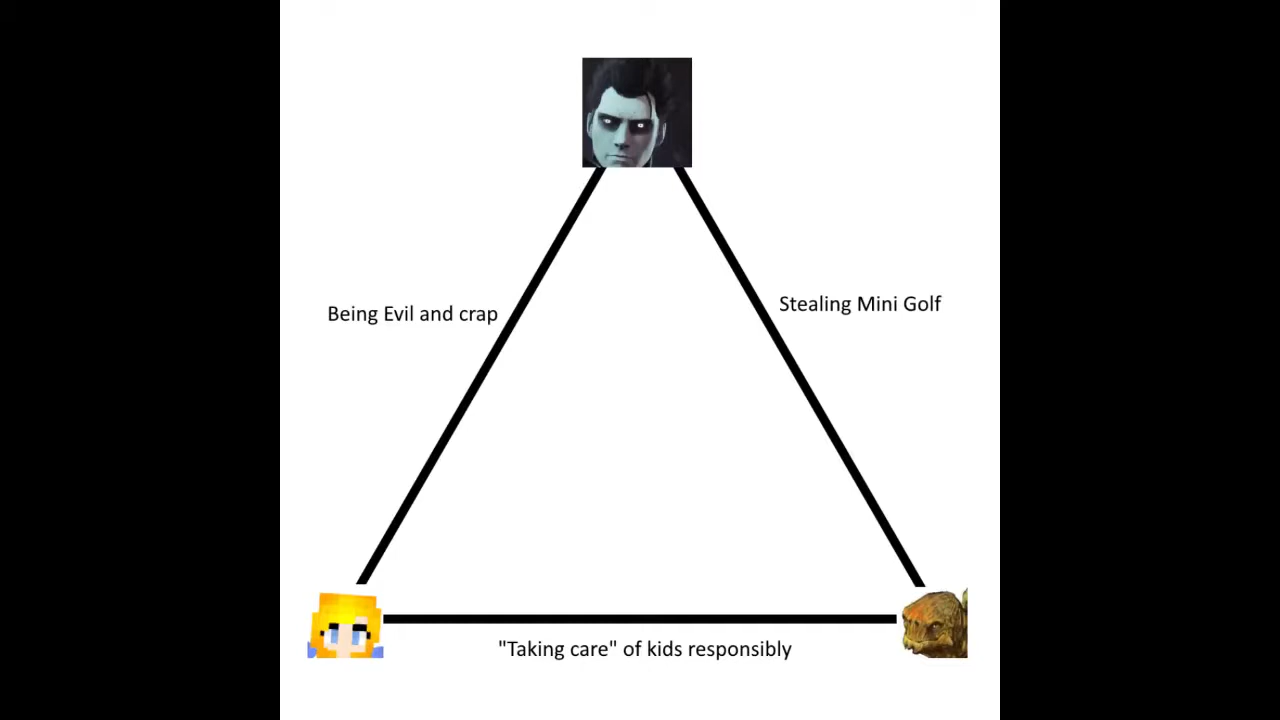 Stealing Mini Golf
Being Evil and crap
"Taking care" of kids responsibly